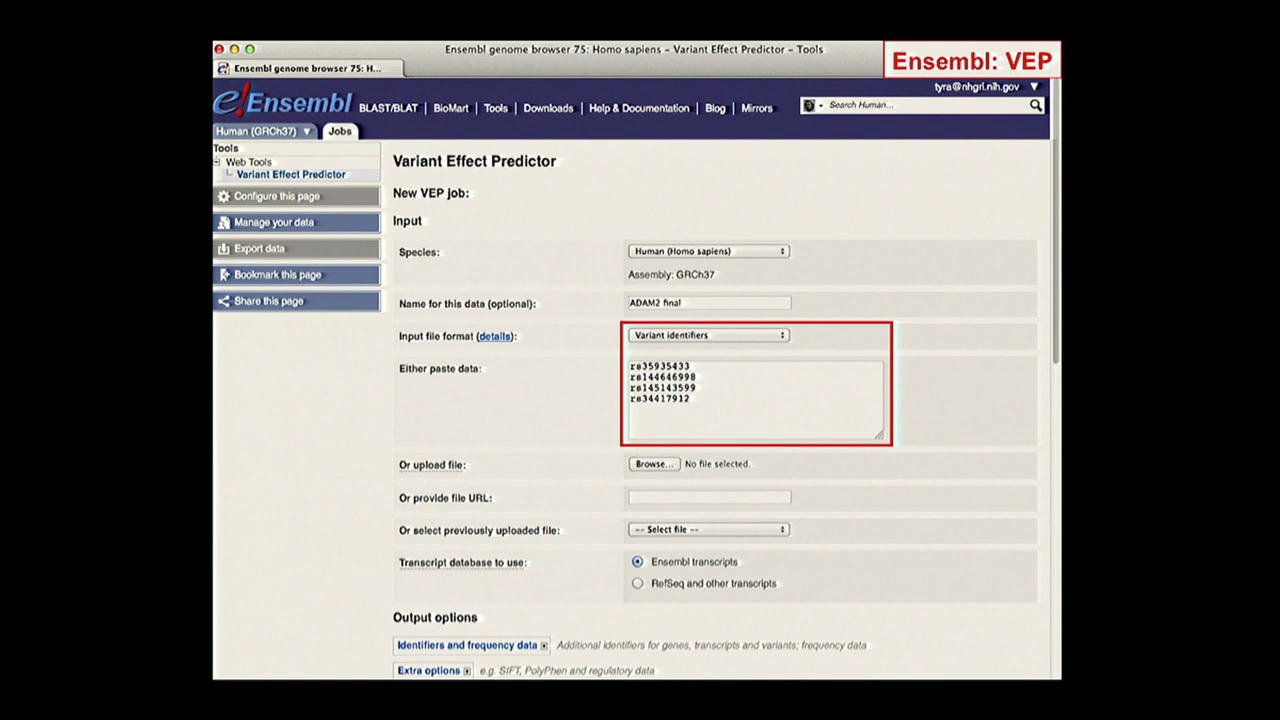 Ensembl genome browser 75: Homo sapiens – Variant Effect Predictor – Tools
Ensembl: VEP
Ensembl genome browser 75: H...
tyra@nhgri.nih.gov
e!Ensembl BLAST/BLAT | BioMart | Tools | Downloads | Help & Documentation | Blog | Mirrors
Search Human...
Human (GRCh37) ▼ Jobs
Tools
Web Tools
Variant Effect Predictor
Configure this page
Manage your data
Export data
Bookmark this page
Share this page
Variant Effect Predictor
New VEP job:
Input
Species: Human (Homo sapiens)
Assembly: GRCh37
Name for this data (optional): ADAM2 final
Input file format (details): Variant identifiers
Either paste data:
rs35935433
rs144646998
rs145143599
rs34417912
Or upload file: Browse... No file selected.
Or provide file URL:
Or select previously uploaded file: -- Select file --
Transcript database to use: Ensembl transcripts
RefSeq and other transcripts
Output options
Identifiers and frequency data Additional identifiers for genes, transcripts and variants; frequency data
Extra options e.g. SIFT, PolyPhen and regulatory data